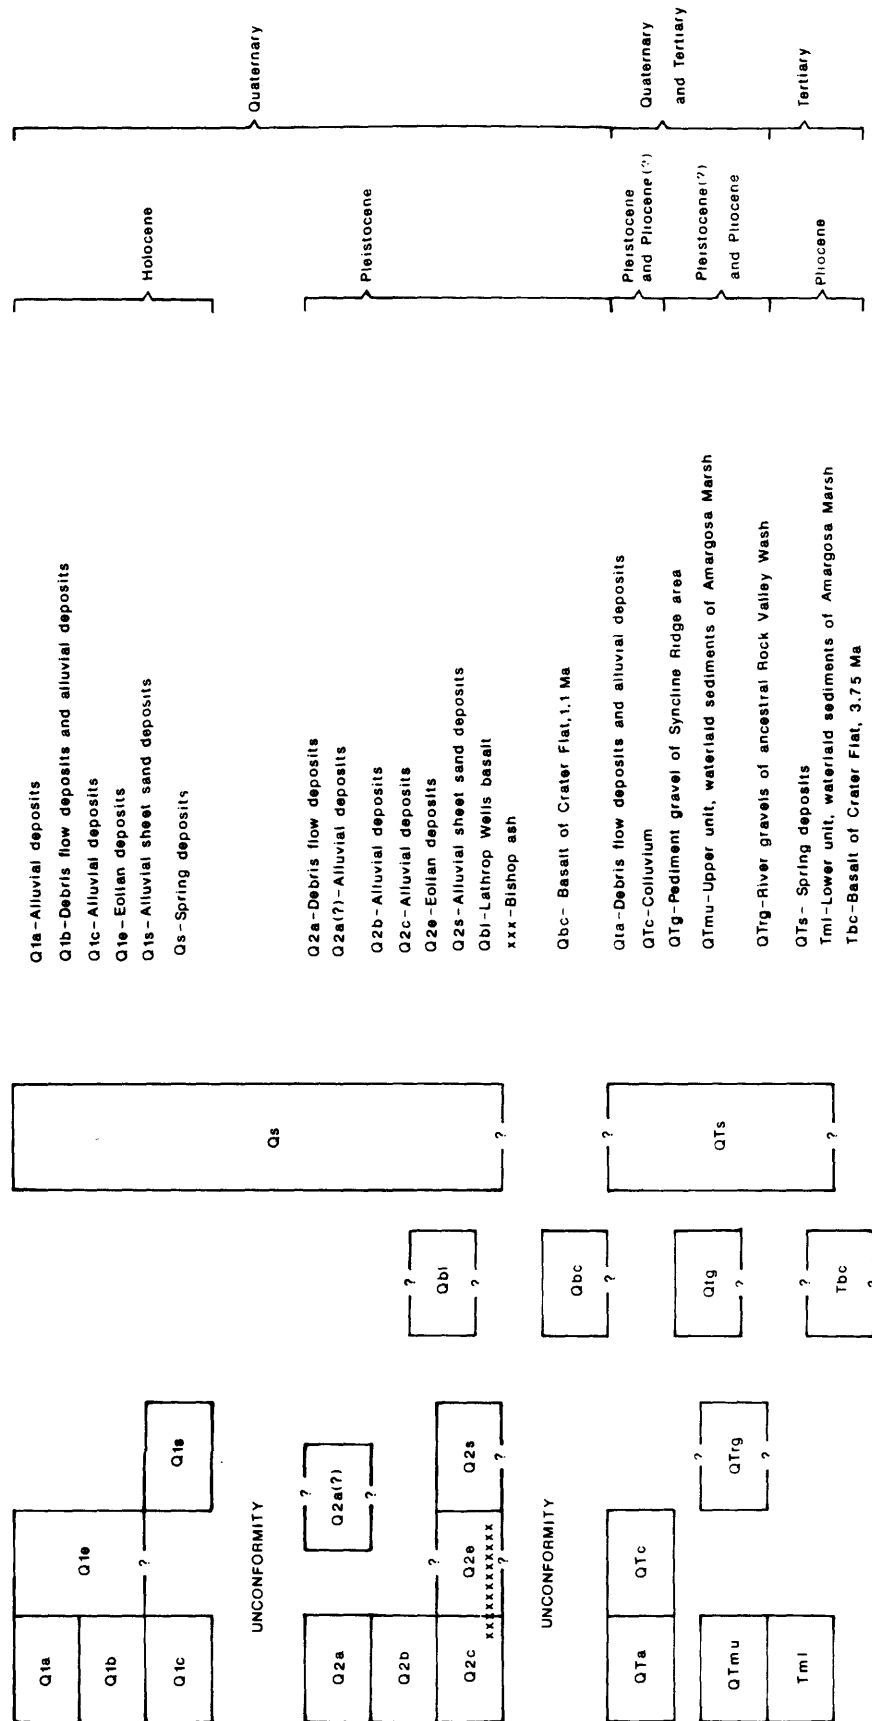 Q1a
Q1b
Q1c
Q1e
?
Q1s
UNCONFORMITY
Q2a
Q2b
Q2c
?
Q2a(?)
?
?
Q2e
xxxxxxxxxxxx
?
Q2s
?
UNCONFORMITY
QTa
QTc
QTmu
Tml
?
QTrg
?
?
Qbl
?
Qbc
?
Qtg
?
?
Tbc
?
Qs
?
?
QTs
?
Q1a-Alluvial deposits
Q1b-Debris flow deposits and alluvial deposits
Q1c-Alluvial deposits
Q1e-Eolian deposits
Q1s-Alluvial sheet sand deposits
Qs-Spring deposits
Q2a-Debris flow deposits
Q2a(?)-Alluvial deposits
Q2b-Alluvial deposits
Q2c-Alluvial deposits
Q2e-Eolian deposits
Q2s-Alluvial sheet sand deposits
Qbl-Lathrop Wells basalt
xxx-Bishop ash
Qbc- Basalt of Crater Flat, 1.1 Ma
Qta-Debris flow deposits and alluvial deposits
QTc-Colluvium
QTg-Pediment gravel of Syncline Ridge area
QTmu-Upper unit, waterlaid sediments of Amargosa Marsh
QTrg-River gravels of ancestral Rock Valley Wash
QTs- Spring deposits
Tml-Lower unit, waterlaid sediments of Amargosa Marsh
Tbc-Basalt of Crater Flat, 3.75 Ma
Holocene
Pleistocene
Pleistocene
and Pliocene(?)
Pleistocene(?)
and Pliocene
Pliocene
Quaternary
Quaternary
and Tertiary
Tertiary